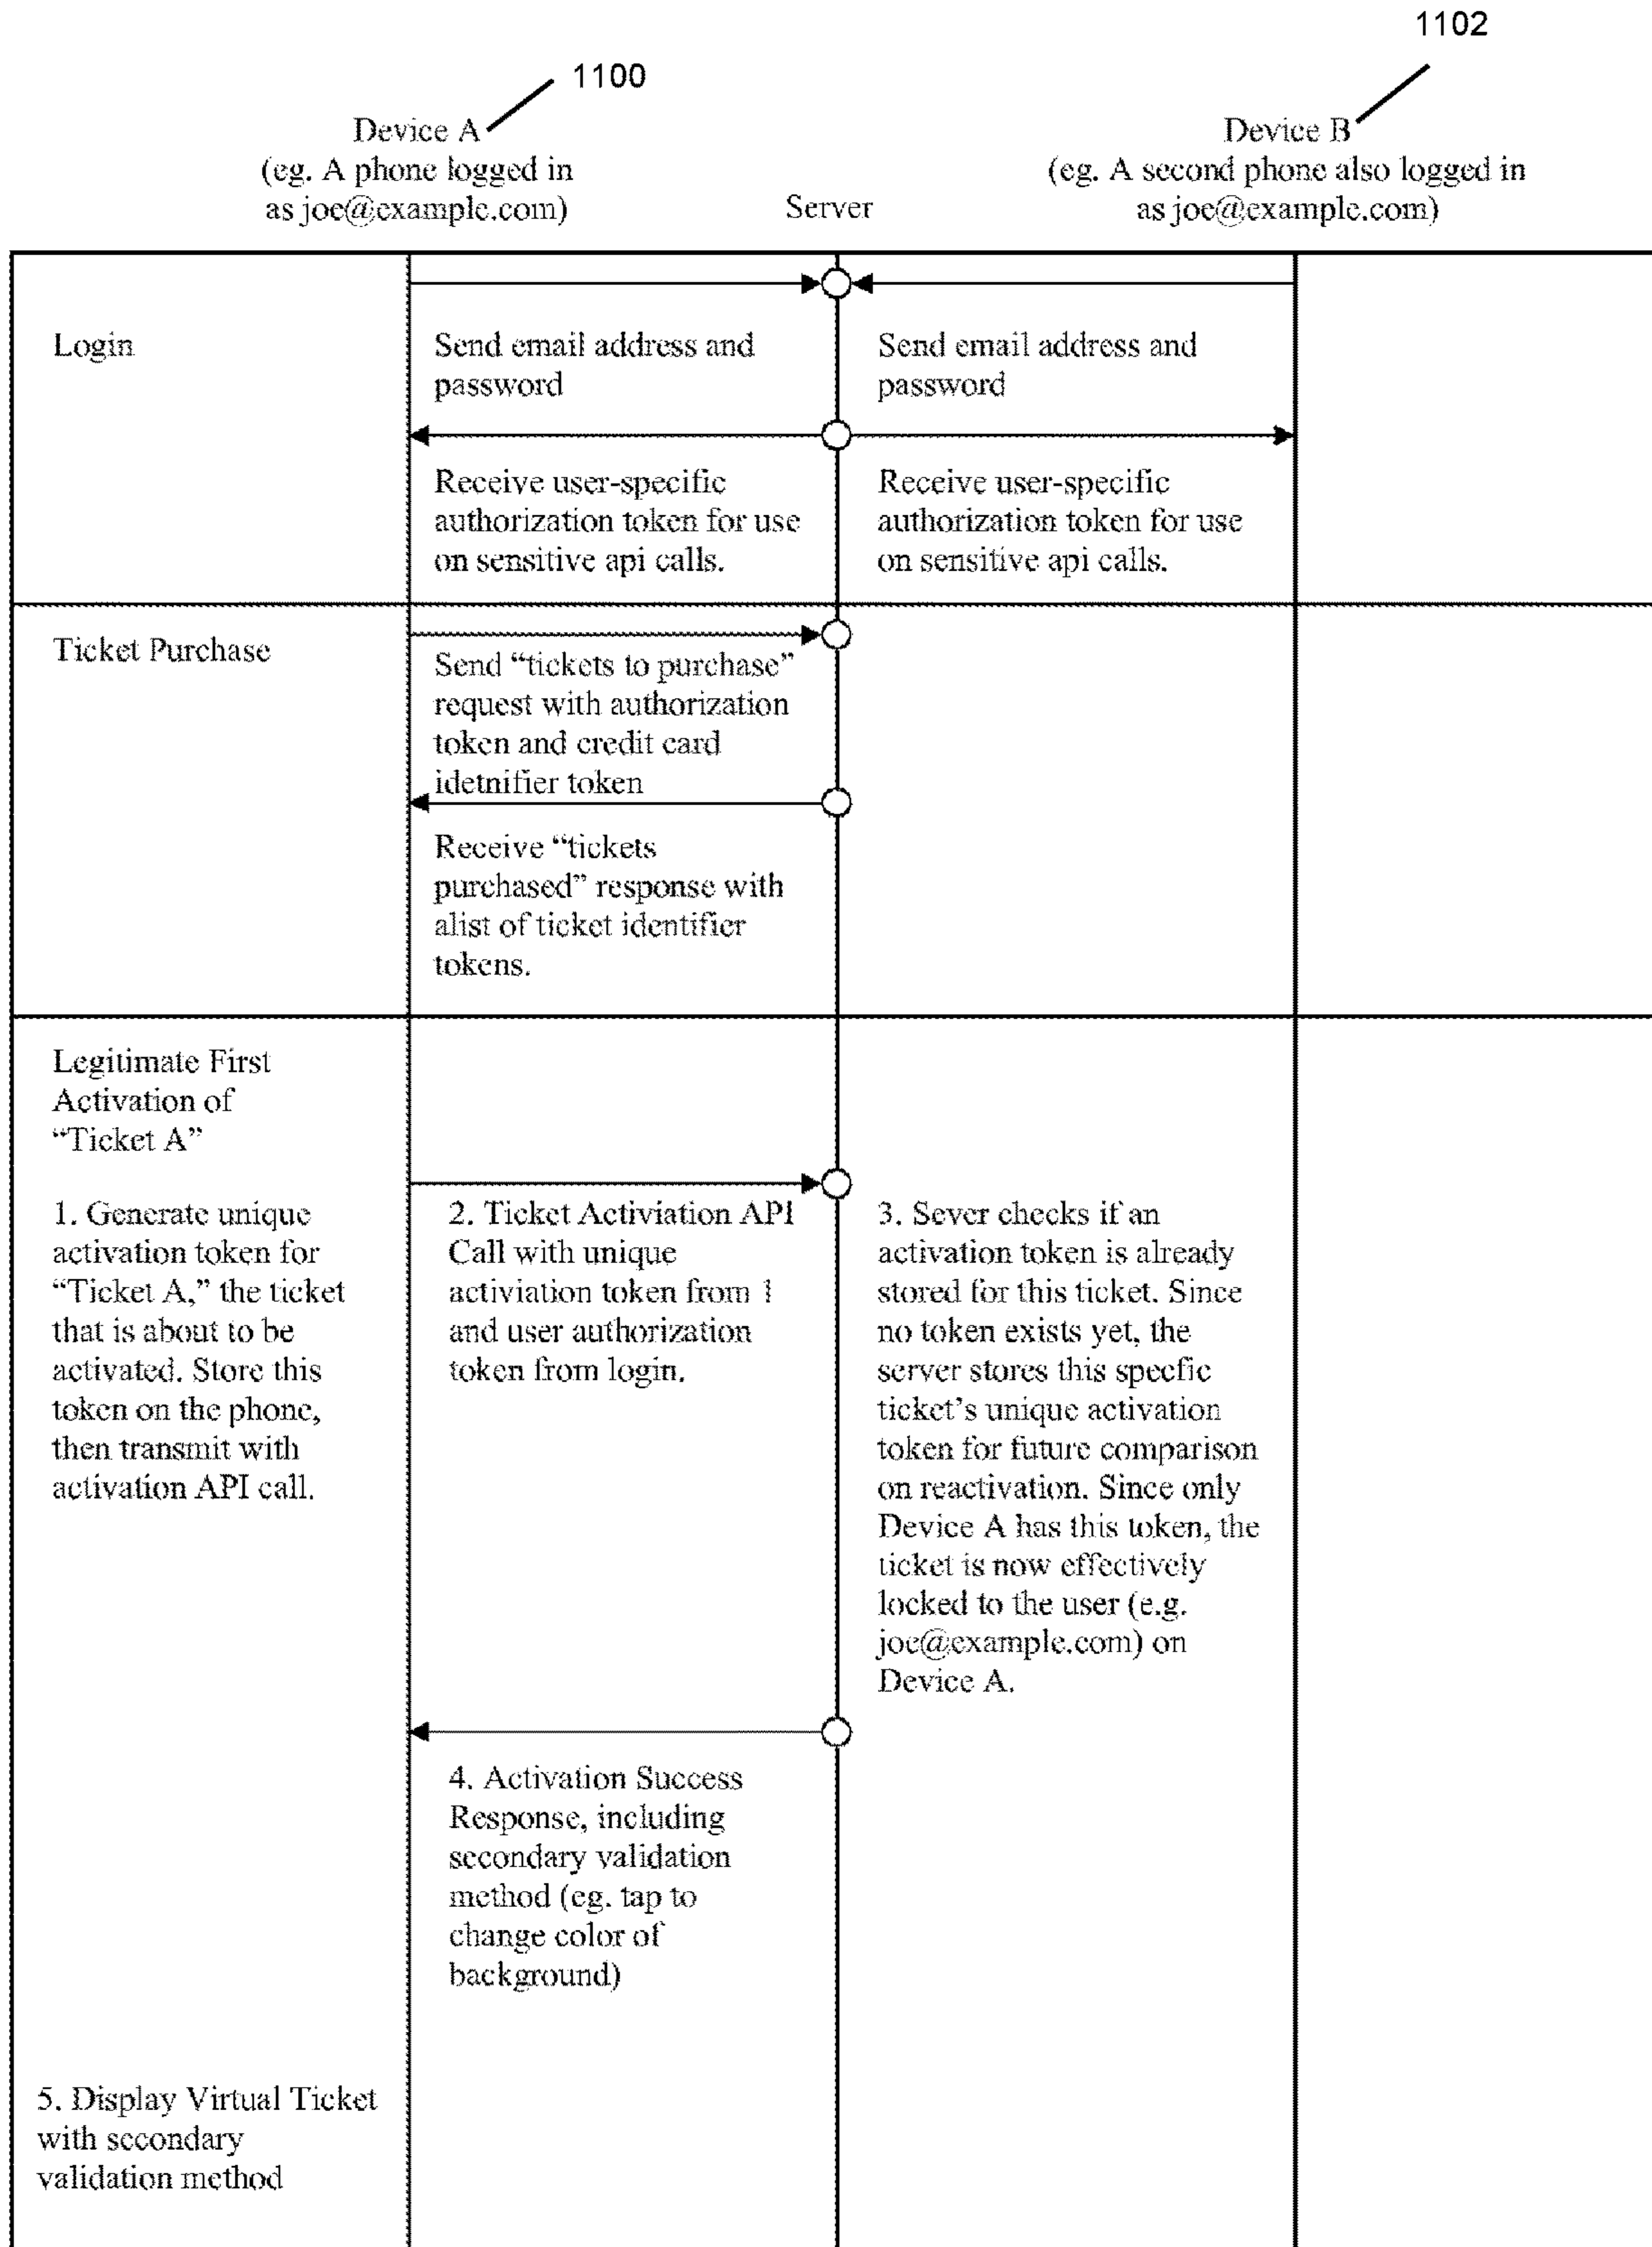 1102
1100
Device A
(eg. A phone logged in
as joe@example.com)
Server
Device B
(eg. A second phone also logged in
as joe@example.com)
Login
Send email address and
password
Send email address and
password
Receive user-specific
authorization token for use
on sensitive api calls.
Receive user-specific
authorization token for use
on sensitive api calls.
Ticket Purchase
Send “tickets to purchase”
request with authorization
token and credit card
idetnifier token
Receive “tickets
purchased” response with
alist of ticket identifier
tokens.
Legitimate First
Activation of
“Ticket A”
1. Generate unique
activation token for
“Ticket A,” the ticket
that is about to be
activated. Store this
token on the phone,
then transmit with
activation API call.
2. Ticket Activiation API
Call with unique
activiation token from 1
and user authorization
token from login.
3. Sever checks if an
activation token is already
stored for this ticket. Since
no token exists yet, the
server stores this specfic
ticket’s unique activation
token for future comparison
on reactivation. Since only
Device A has this token, the
ticket is now effectively
locked to the user (e.g.
joe@example.com) on
Device A.
4. Activation Success
Response, including
secondary validation
method (eg. tap to
change color of
background)
5. Display Virtual Ticket
with secondary
validation method